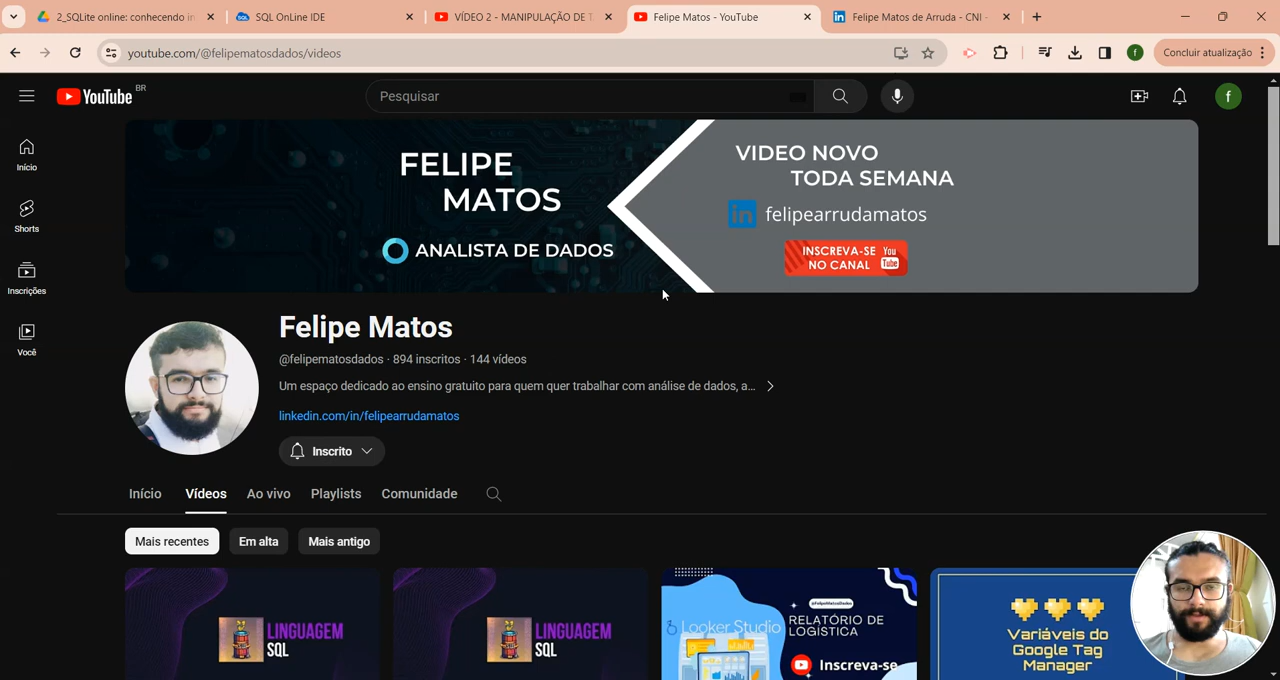 2_SQLite online: conhecendo in
SQL OnLine IDE
VÍDEO 2 - MANIPULAÇÃO DE T
Felipe Matos - YouTube
Felipe Matos de Arruda - CNI -
youtube.com/@felipematosdados/videos
f
Concluir atualização
YouTube BR
Pesquisar
f
Início
Shorts
Inscrições
Você
FELIPE
MATOS
ANALISTA DE DADOS
VIDEO NOVO
TODA SEMANA
in felipearrudamatos
INSCREVA-SE
NO CANAL
You
Tube
Felipe Matos
@felipematosdados · 894 inscritos · 144 vídeos
Um espaço dedicado ao ensino gratuito para quem quer trabalhar com análise de dados, a...
linkedin.com/in/felipearrudamatos
Inscrito
Início
Vídeos
Ao vivo
Playlists
Comunidade
Mais recentes
Em alta
Mais antigo
LINGUAGEM
SQL
LINGUAGEM
SQL
@FelipeMatosDados
Looker Studio
RELATÓRIO DE
LOGÍSTICA
Inscreva-se
Variáveis do
Google Tag
Manager